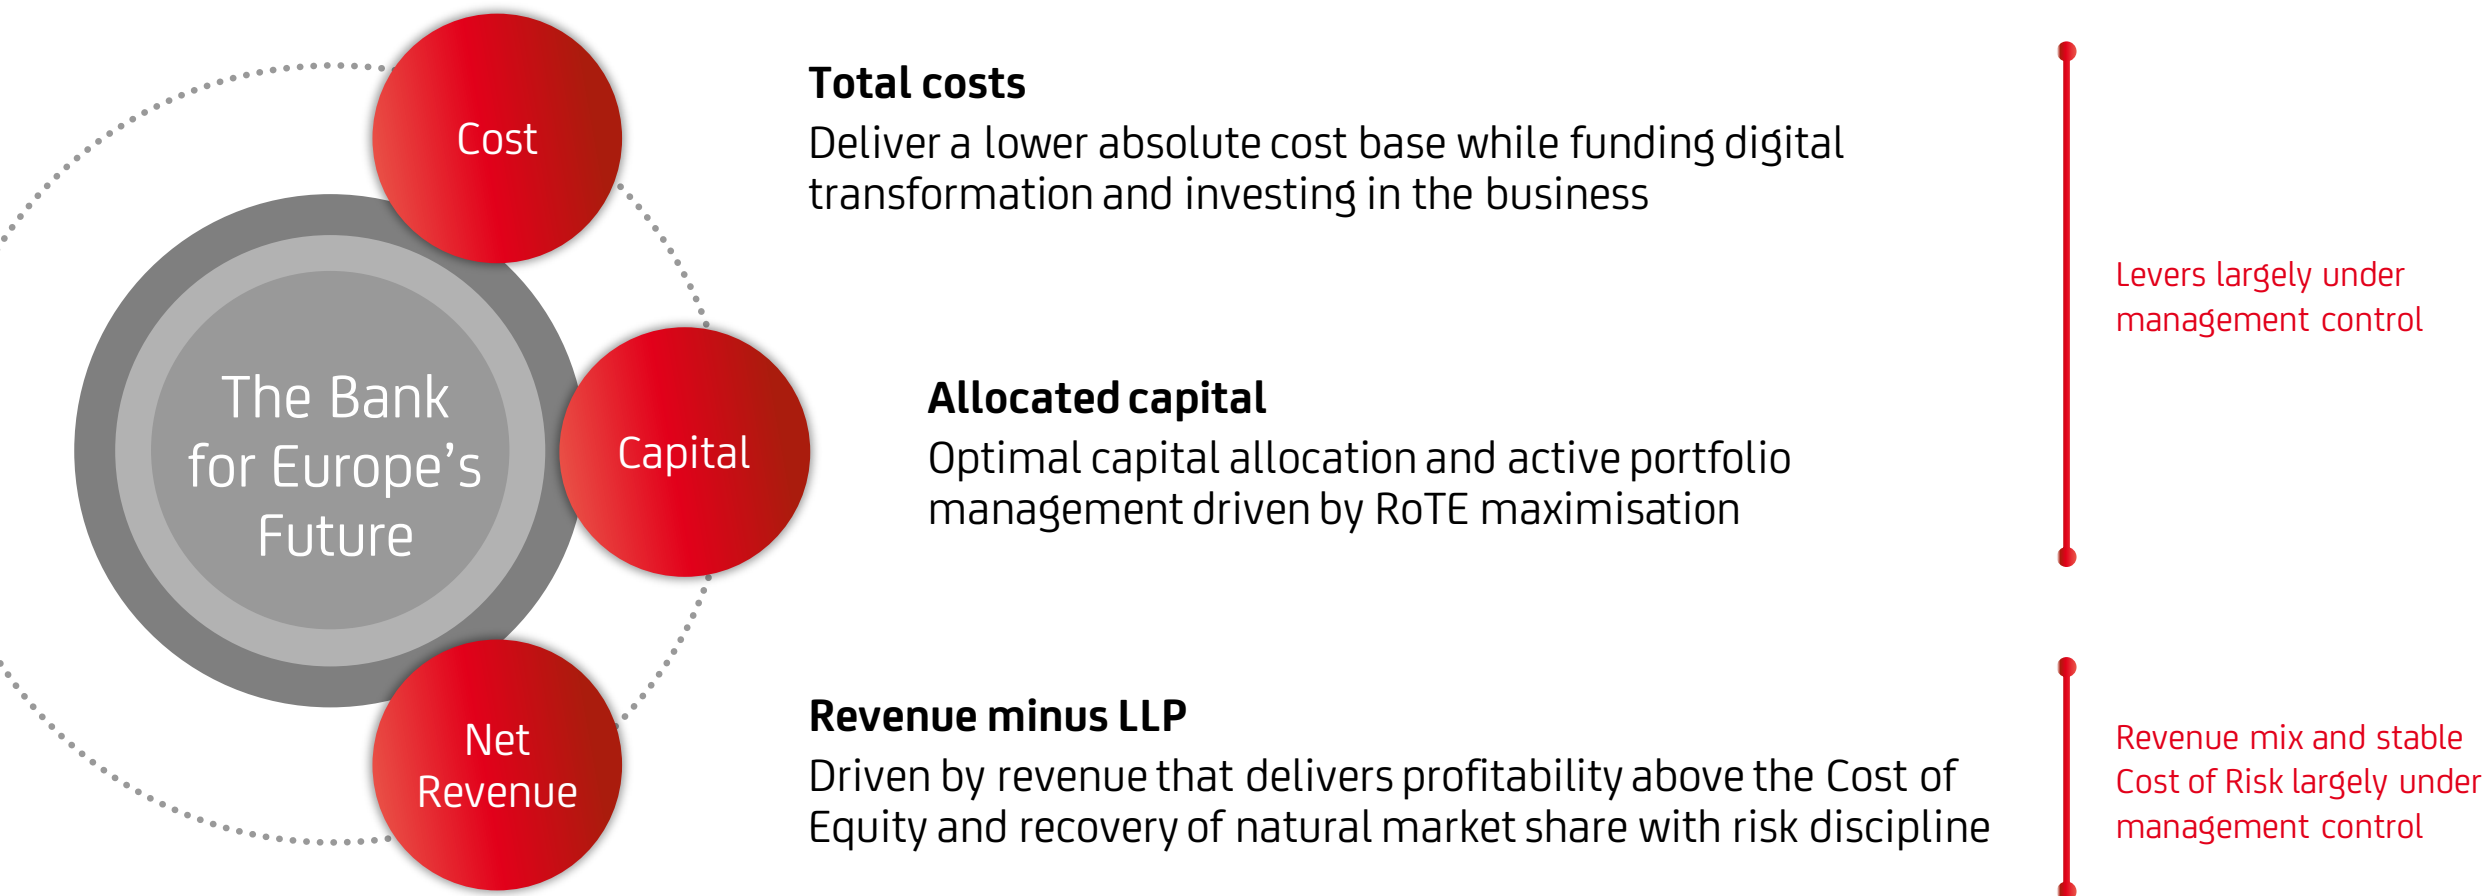 Cost
Total costs
Deliver a lower absolute cost base while funding digital
transformation and investing in the business
Levers largely under
management control
The Bank
for Europe’s
Future
Capital
Allocated capital
Optimal capital allocation and active portfolio
management driven by RoTE maximisation
Net
Revenue
Revenue minus LLP
Driven by revenue that delivers profitability above the Cost of
Equity and recovery of natural market share with risk discipline
Revenue mix and stable
Cost of Risk largely under
management control